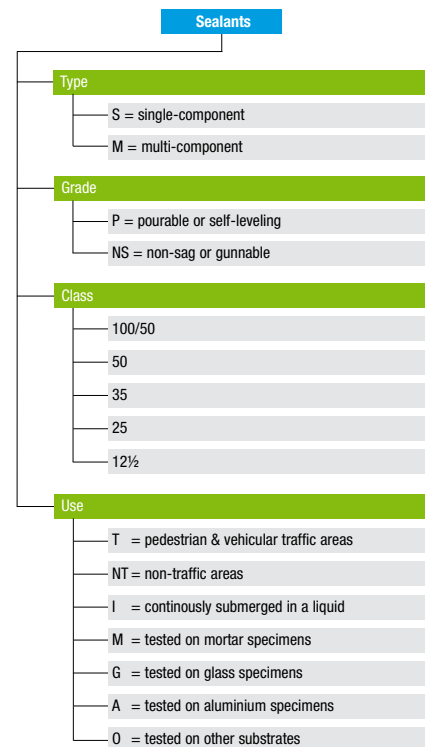 Sealants
Type
S = single-component
M = multi-component
Grade
P = pourable or self-leveling
NS = non-sag or gunnable
Class
100/50
50
35
25
12½
Use
T = pedestrian & vehicular traffic areas
NT = non-traffic areas
I = continously submerged in a liquid
M = tested on mortar specimens
G = tested on glass specimens
A = tested on aluminium specimens
O = tested on other substrates